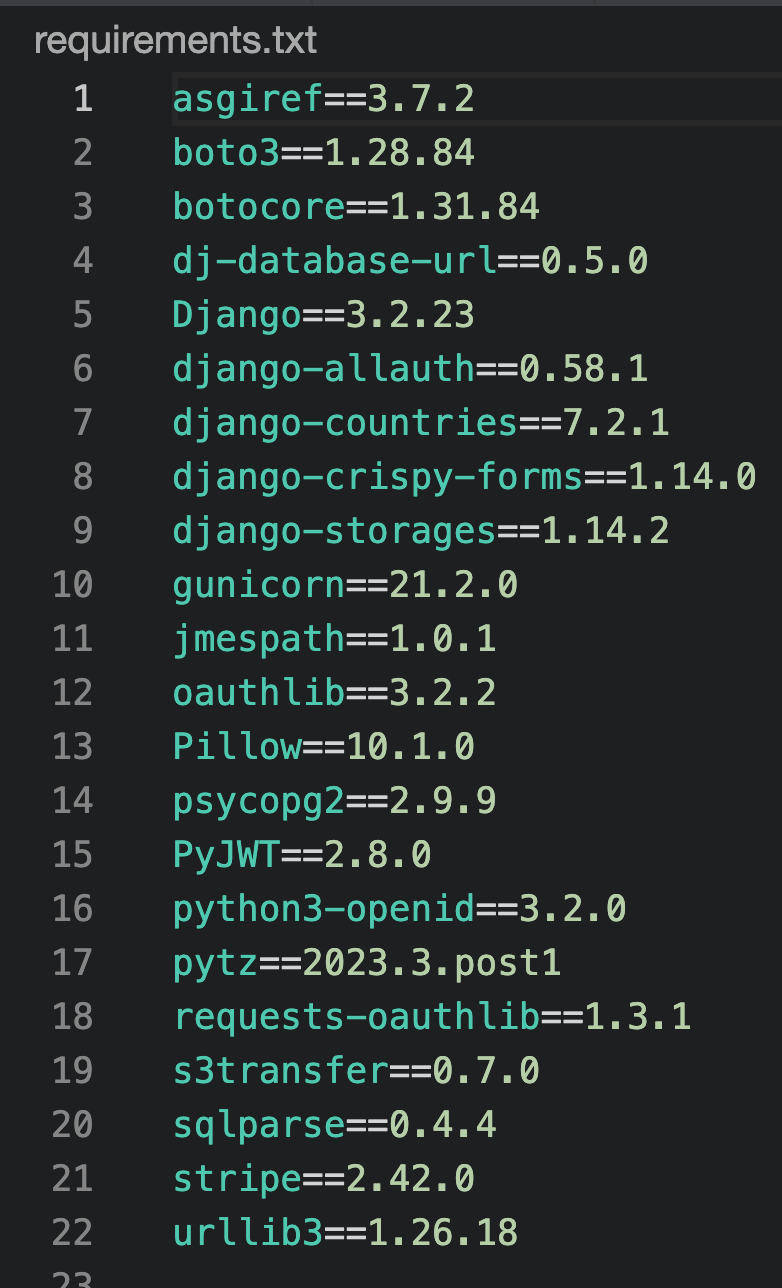 requirements.txt
1 asgiref==3.7.2
2 boto3==1.28.84
3 botocore==1.31.84
4 dj-database-url==0.5.0
5 Django==3.2.23
6 django-allauth==0.58.1
7 django-countries==7.2.1
8 django-crispy-forms==1.14.0
9 django-storages==1.14.2
10 gunicorn==21.2.0
11 jmespath==1.0.1
12 oauthlib==3.2.2
13 Pillow==10.1.0
14 psycopg2==2.9.9
15 PyJWT==2.8.0
16 python3-openid==3.2.0
17 pytz==2023.3.post1
18 requests-oauthlib==1.3.1
19 s3transfer==0.7.0
20 sqlparse==0.4.4
21 stripe==2.42.0
22 urllib3==1.26.18
23